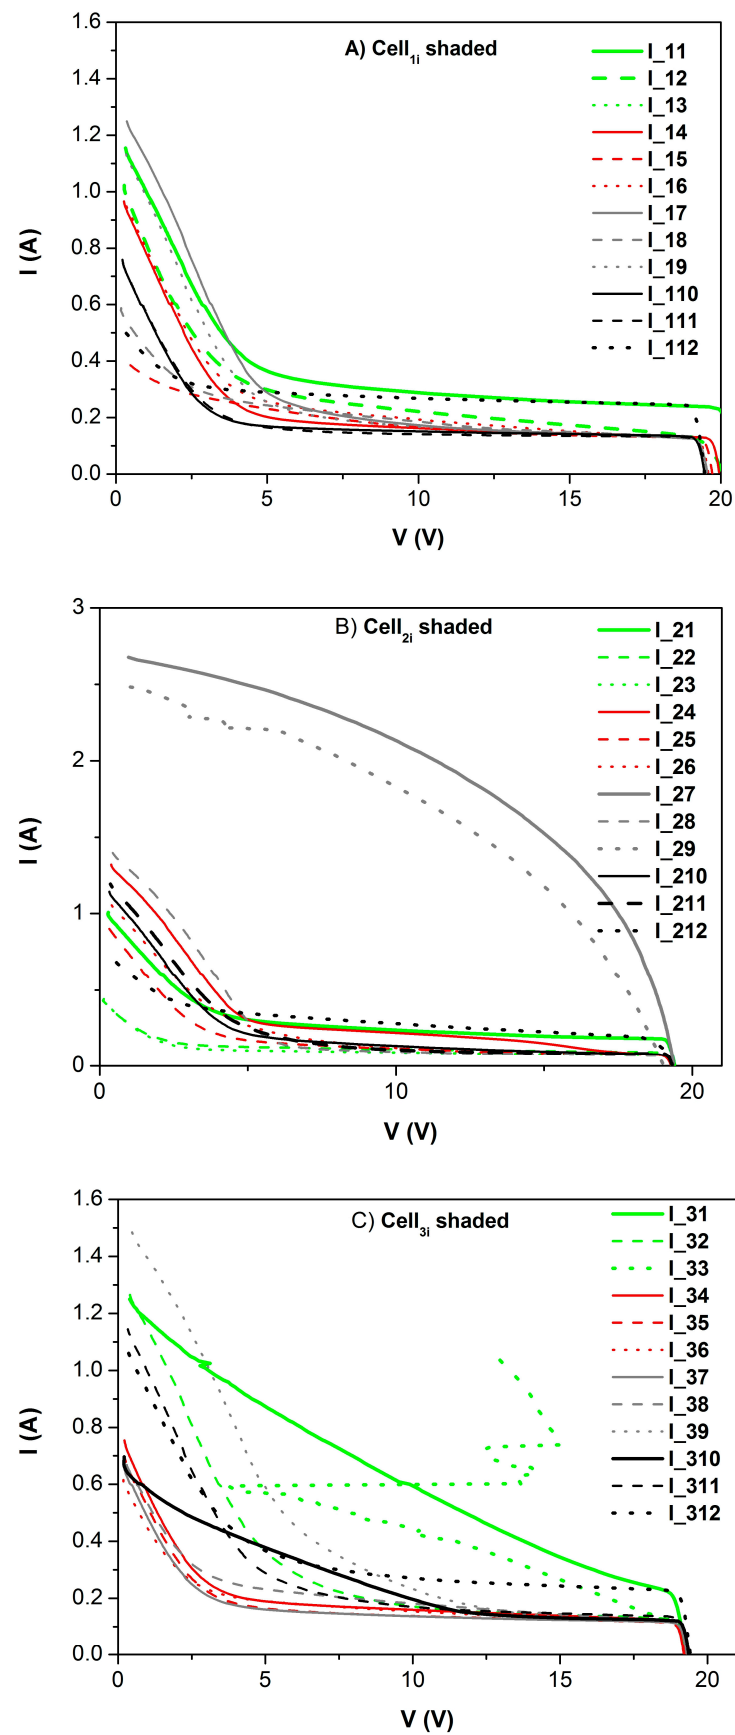 A) Cell1i shaded
1.6
1.4
1.2
1.0
0.8
0.6
0.4
0.2
0.0
I (A)
I_11
I_12
I_13
I_14
I_15
I_16
I_17
I_18
I_19
I_110
I_111
I_112
0 5 10 15 20
V (V)
B) Cell2i shaded
3
2
1
0
I (A)
I_21
I_22
I_23
I_24
I_25
I_26
I_27
I_28
I_29
I_210
I_211
I_212
0 10 20
V (V)
C) Cell3i shaded
1.6
1.4
1.2
1.0
0.8
0.6
0.4
0.2
0.0
I (A)
I_31
I_32
I_33
I_34
I_35
I_36
I_37
I_38
I_39
I_310
I_311
I_312
0 5 10 15 20
V (V)